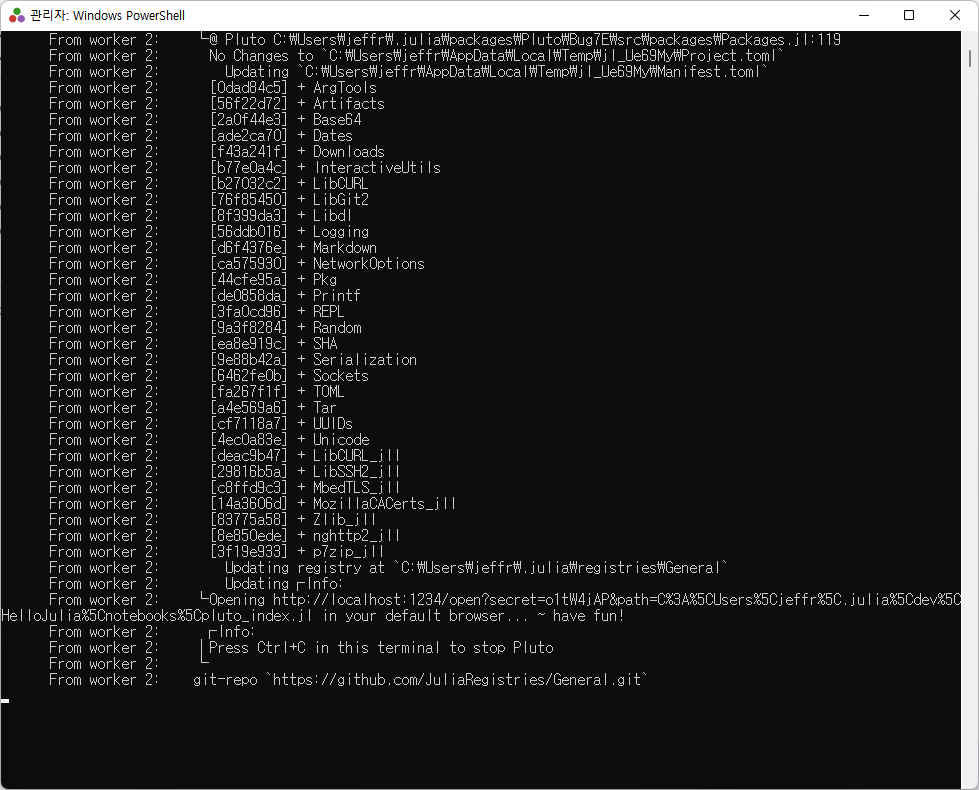 관리자: Windows PowerShell
From worker 2: └@ Pluto C:₩Users₩jeffr₩.julia₩packages₩Pluto₩Bug7E₩src₩packages₩Packages.jl:119
From worker 2: No Changes to `C:₩Users₩jeffr₩AppData₩Local₩Temp₩jl_Ue69My₩Project.toml`
From worker 2: Updating `C:₩Users₩jeffr₩AppData₩Local₩Temp₩jl_Ue69My₩Manifest.toml`
From worker 2: [0dad84c5] + ArgTools
From worker 2: [56f22d72] + Artifacts
From worker 2: [2a0f44e3] + Base64
From worker 2: [ade2ca70] + Dates
From worker 2: [f43a241f] + Downloads
From worker 2: [b77e0a4c] + InteractiveUtils
From worker 2: [b27032c2] + LibCURL
From worker 2: [76f85450] + LibGit2
From worker 2: [8f399da3] + Libdl
From worker 2: [56ddb016] + Logging
From worker 2: [d6f4376e] + Markdown
From worker 2: [ca575930] + NetworkOptions
From worker 2: [44cfe95a] + Pkg
From worker 2: [de0858da] + Printf
From worker 2: [3fa0cd96] + REPL
From worker 2: [9a3f8284] + Random
From worker 2: [ea8e919c] + SHA
From worker 2: [9e88b42a] + Serialization
From worker 2: [6462fe0b] + Sockets
From worker 2: [fa267f1f] + TOML
From worker 2: [a4e569a6] + Tar
From worker 2: [cf7118a7] + UUIDs
From worker 2: [4ec0a83e] + Unicode
From worker 2: [deac9b47] + LibCURL_jll
From worker 2: [29816b5a] + LibSSH2_jll
From worker 2: [c8ffd9c3] + MbedTLS_jll
From worker 2: [14a3606d] + MozillaCACerts_jll
From worker 2: [83775a58] + Zlib_jll
From worker 2: [8e850ede] + nghttp2_jll
From worker 2: [3f19e933] + p7zip_jll
From worker 2: Updating registry at `C:₩Users₩jeffr₩.julia₩registries₩General`
From worker 2: Updating ┌Info:
From worker 2: └Opening http://localhost:1234/open?secret=o1tW4jAP&path=C%3A%5CUsers%5Cjeffr%5C.julia%5Cdev%5C
HelloJulia%5Cnotebooks%5Cpluto_index.jl in your default browser... ~ have fun!
From worker 2: ┌Info:
From worker 2: │Press Ctrl+C in this terminal to stop Pluto
From worker 2: └
From worker 2: git-repo `https://github.com/JuliaRegistries/General.git`